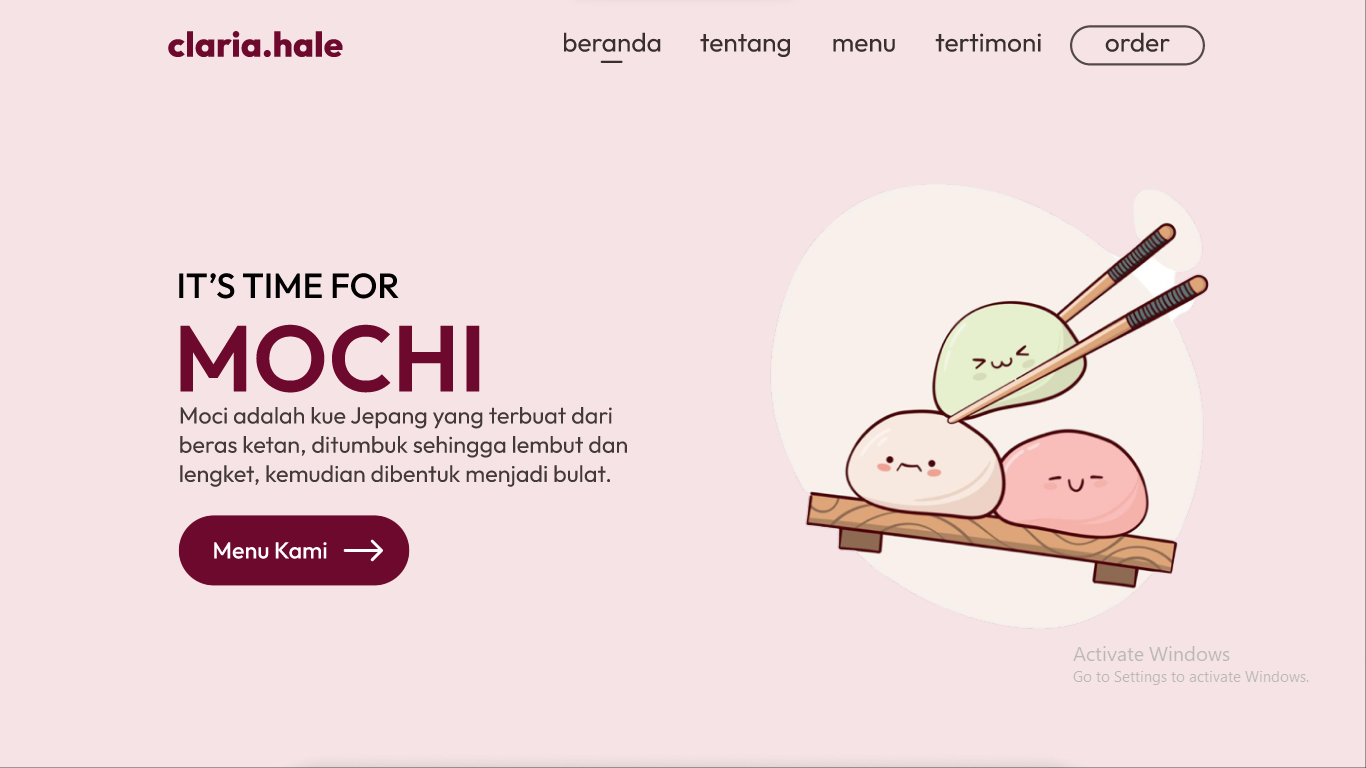 claria.hale
beranda
tentang
menu
tertimoni
order
IT’S TIME FOR
MOCHI
Moci adalah kue Jepang yang terbuat dari
beras ketan, ditumbuk sehingga lembut dan
lengket, kemudian dibentuk menjadi bulat.
Menu Kami
Activate Windows
Go to Settings to activate Windows.